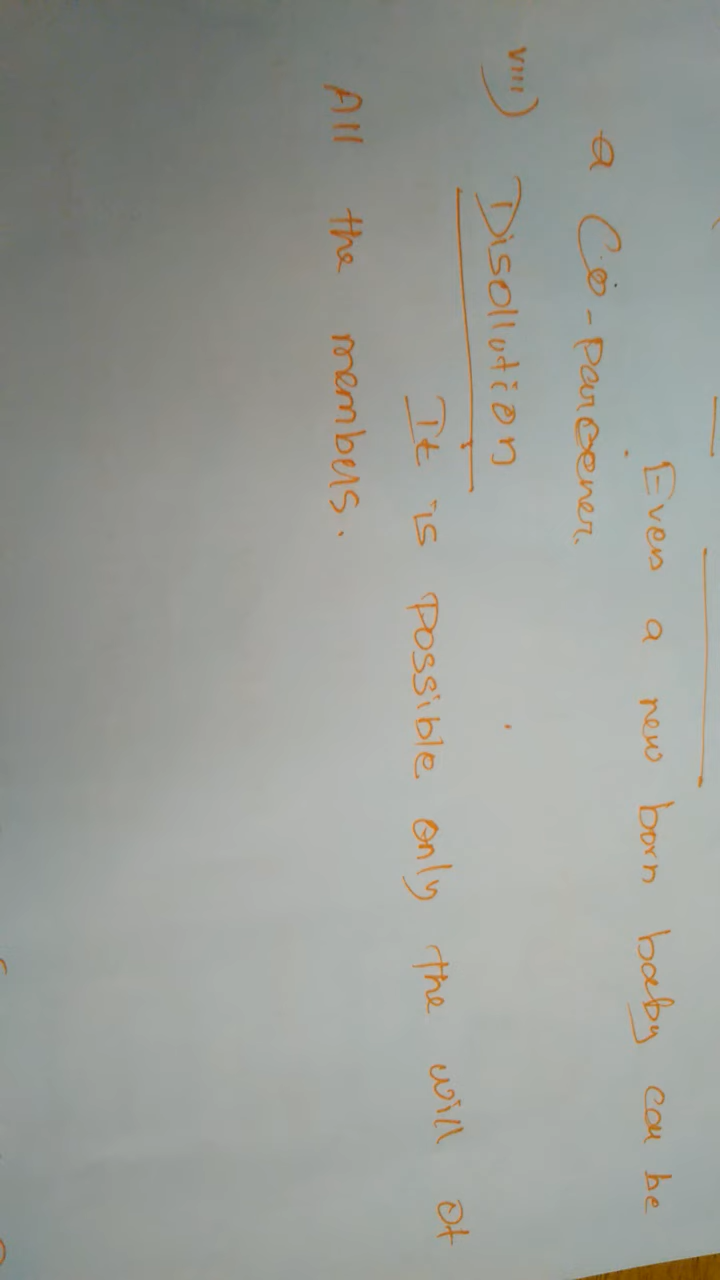 Even a new born baby can be
a Co-parcener.
viii) Disollution
It is possible only the will of
All the members.